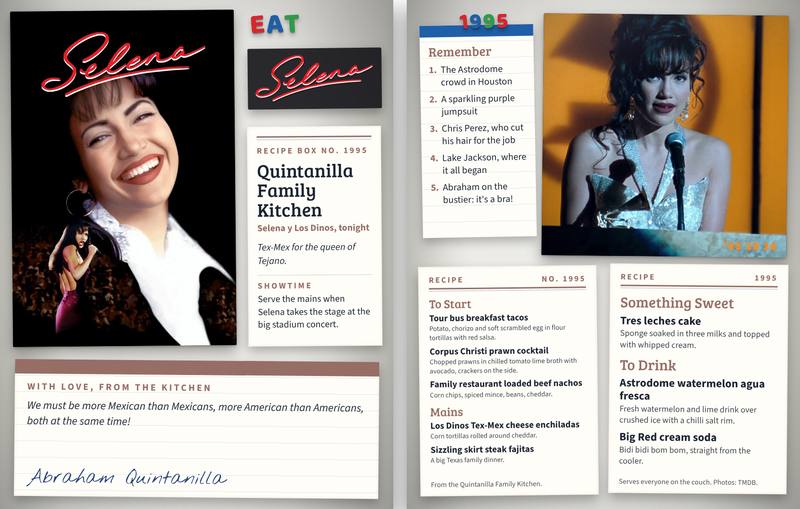 Selena
EAT
Selena
RECIPE BOX NO. 1995
Quintanilla
Family
Kitchen
Selena y Los Dinos, tonight
Tex-Mex for the queen of
Tejano.
SHOWTIME
Serve the mains when
Selena takes the stage at the
big stadium concert.
WITH LOVE, FROM THE KITCHEN
We must be more Mexican than Mexicans, more American than Americans,
both at the same time!
Abraham Quintanilla
1995
Remember
1. The Astrodome
crowd in Houston
2. A sparkling purple
jumpsuit
3. Chris Perez, who cut
his hair for the job
4. Lake Jackson, where
it all began
5. Abraham on the
bustier: it's a bra!
RECIPE NO. 1995
To Start
Tour bus breakfast tacos
Potato, chorizo and soft scrambled egg in flour
tortillas with red salsa.
Corpus Christi prawn cocktail
Chopped prawns in chilled tomato lime broth with
avocado, crackers on the side.
Family restaurant loaded beef nachos
Corn chips, spiced mince, beans, cheddar.
Mains
Los Dinos Tex-Mex cheese enchiladas
Corn tortillas rolled around cheddar.
Sizzling skirt steak fajitas
A big Texas family dinner.
From the Quintanilla Family Kitchen.
RECIPE 1995
Something Sweet
Tres leches cake
Sponge soaked in three milks and topped
with whipped cream.
To Drink
Astrodome watermelon agua
fresca
Fresh watermelon and lime drink over
crushed ice with a chilli salt rim.
Big Red cream soda
Bidi bidi bom bom, straight from the
cooler.
Serves everyone on the couch. Photos: TMDB.